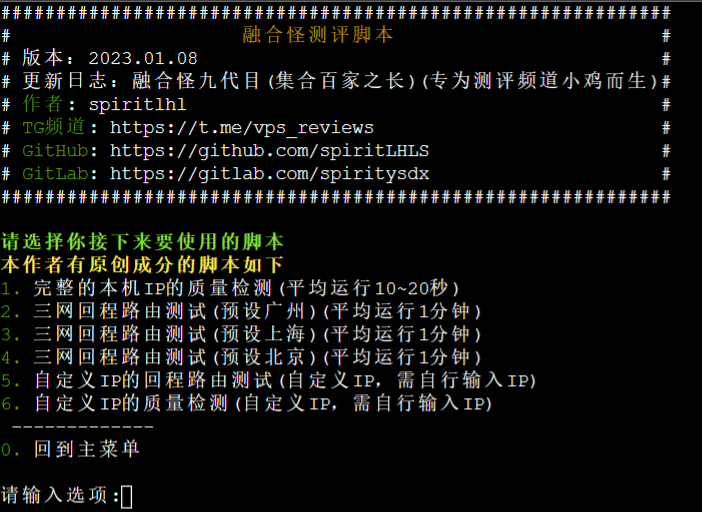 #############################################################
#                     融合怪测评脚本                        #
# 版本：2023.01.08                                          #
# 更新日志：融合怪九代目(集合百家之长)(专为测评频道小鸡而生)#
# 作者: spiritlhl                                           #
# TG频道: https://t.me/vps_reviews                          #
# GitHub: https://github.com/spiritLHLS                     #
# GitLab: https://gitlab.com/spiritysdx                     #
#############################################################
请选择你接下来要使用的脚本
本作者有原创成分的脚本如下
1. 完整的本机IP的质量检测(平均运行10~20秒)
2. 三网回程路由测试(预设广州)(平均运行1分钟)
3. 三网回程路由测试(预设上海)(平均运行1分钟)
4. 三网回程路由测试(预设北京)(平均运行1分钟)
5. 自定义IP的回程路由测试(自定义IP，需自行输入IP)
6. 自定义IP的质量检测(自定义IP，需自行输入IP)
 -------------
0. 回到主菜单
请输入选项: